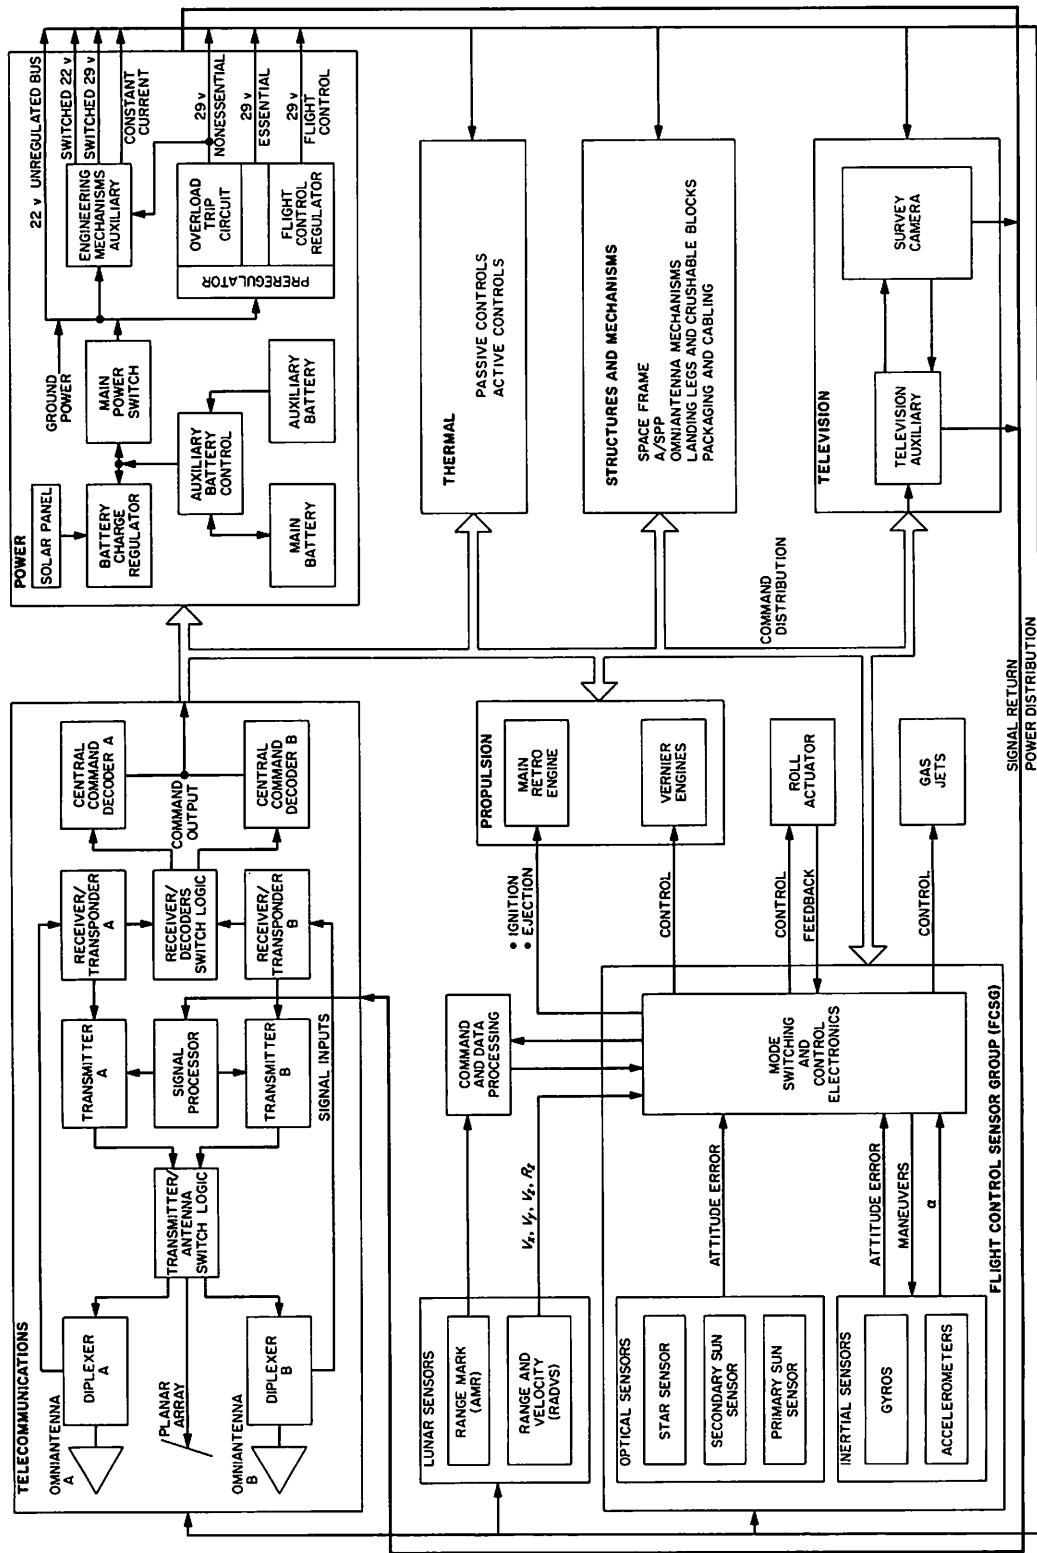 TELECOMMUNICATIONS
OMNIANTENNA
A
DIPLEXER
A
PLANAR
ARRAY
OMNIANTENNA
B
DIPLEXER
B
TRANSMITTER/
ANTENNA
SWITCH LOGIC
TRANSMITTER
A
SIGNAL
PROCESSOR
TRANSMITTER
B
SIGNAL INPUTS
RECEIVER/
TRANSPONDER
A
RECEIVER/
DECODERS
SWITCH LOGIC
RECEIVER/
TRANSPONDER
B
CENTRAL
COMMAND
DECODER A
COMMAND
OUTPUT
CENTRAL
COMMAND
DECODER B
POWER
SOLAR PANEL
BATTERY
CHARGE
REGULATOR
AUXILIARY
BATTERY
CONTROL
MAIN
BATTERY
AUXILIARY
BATTERY
GROUND
POWER
MAIN
POWER
SWITCH
ENGINEERING
MECHANISMS
AUXILIARY
PREREGULATOR
OVERLOAD
TRIP
CIRCUIT
FLIGHT
CONTROL
REGULATOR
22 v UNREGULATED BUS
SWITCHED 22 v
SWITCHED 29 v
CONSTANT
CURRENT
29 v
NONESSENTIAL
29 v
ESSENTIAL
29 v
FLIGHT
CONTROL
LUNAR SENSORS
RANGE MARK
(AMR)
RANGE AND
VELOCITY
(RADVS)
Vx, Vy, Vz, Rz
COMMAND
AND DATA
PROCESSING
• IGNITION
• EJECTION
PROPULSION
MAIN
RETRO
ENGINE
VERNIER
ENGINES
CONTROL
THERMAL
PASSIVE CONTROLS
ACTIVE CONTROLS
STRUCTURES AND MECHANISMS
SPACE FRAME
A/SPP
OMNIANTENNA MECHANISMS
LANDING LEGS AND CRUSHABLE BLOCKS
PACKAGING AND CABLING
COMMAND
DISTRIBUTION
TELEVISION
TELEVISION
AUXILIARY
SURVEY
CAMERA
OPTICAL SENSORS
STAR SENSOR
SECONDARY SUN
SENSOR
PRIMARY SUN
SENSOR
ATTITUDE ERROR
INERTIAL SENSORS
GYROS
ACCELEROMETERS
ATTITUDE ERROR
MANEUVERS
α
MODE
SWITCHING
AND
CONTROL
ELECTRONICS
FLIGHT CONTROL SENSOR GROUP (FCSG)
CONTROL
FEEDBACK
ROLL
ACTUATOR
CONTROL
GAS
JETS
SIGNAL RETURN
POWER DISTRIBUTION